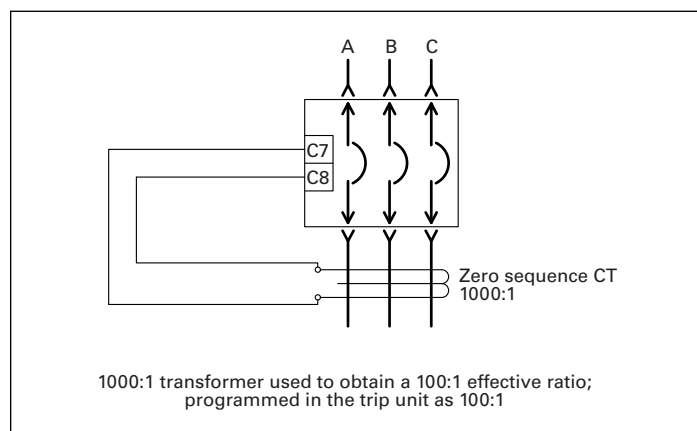 A B C
C7
C8
Zero sequence CT
1000:1
1000:1 transformer used to obtain a 100:1 effective ratio;
programmed in the trip unit as 100:1